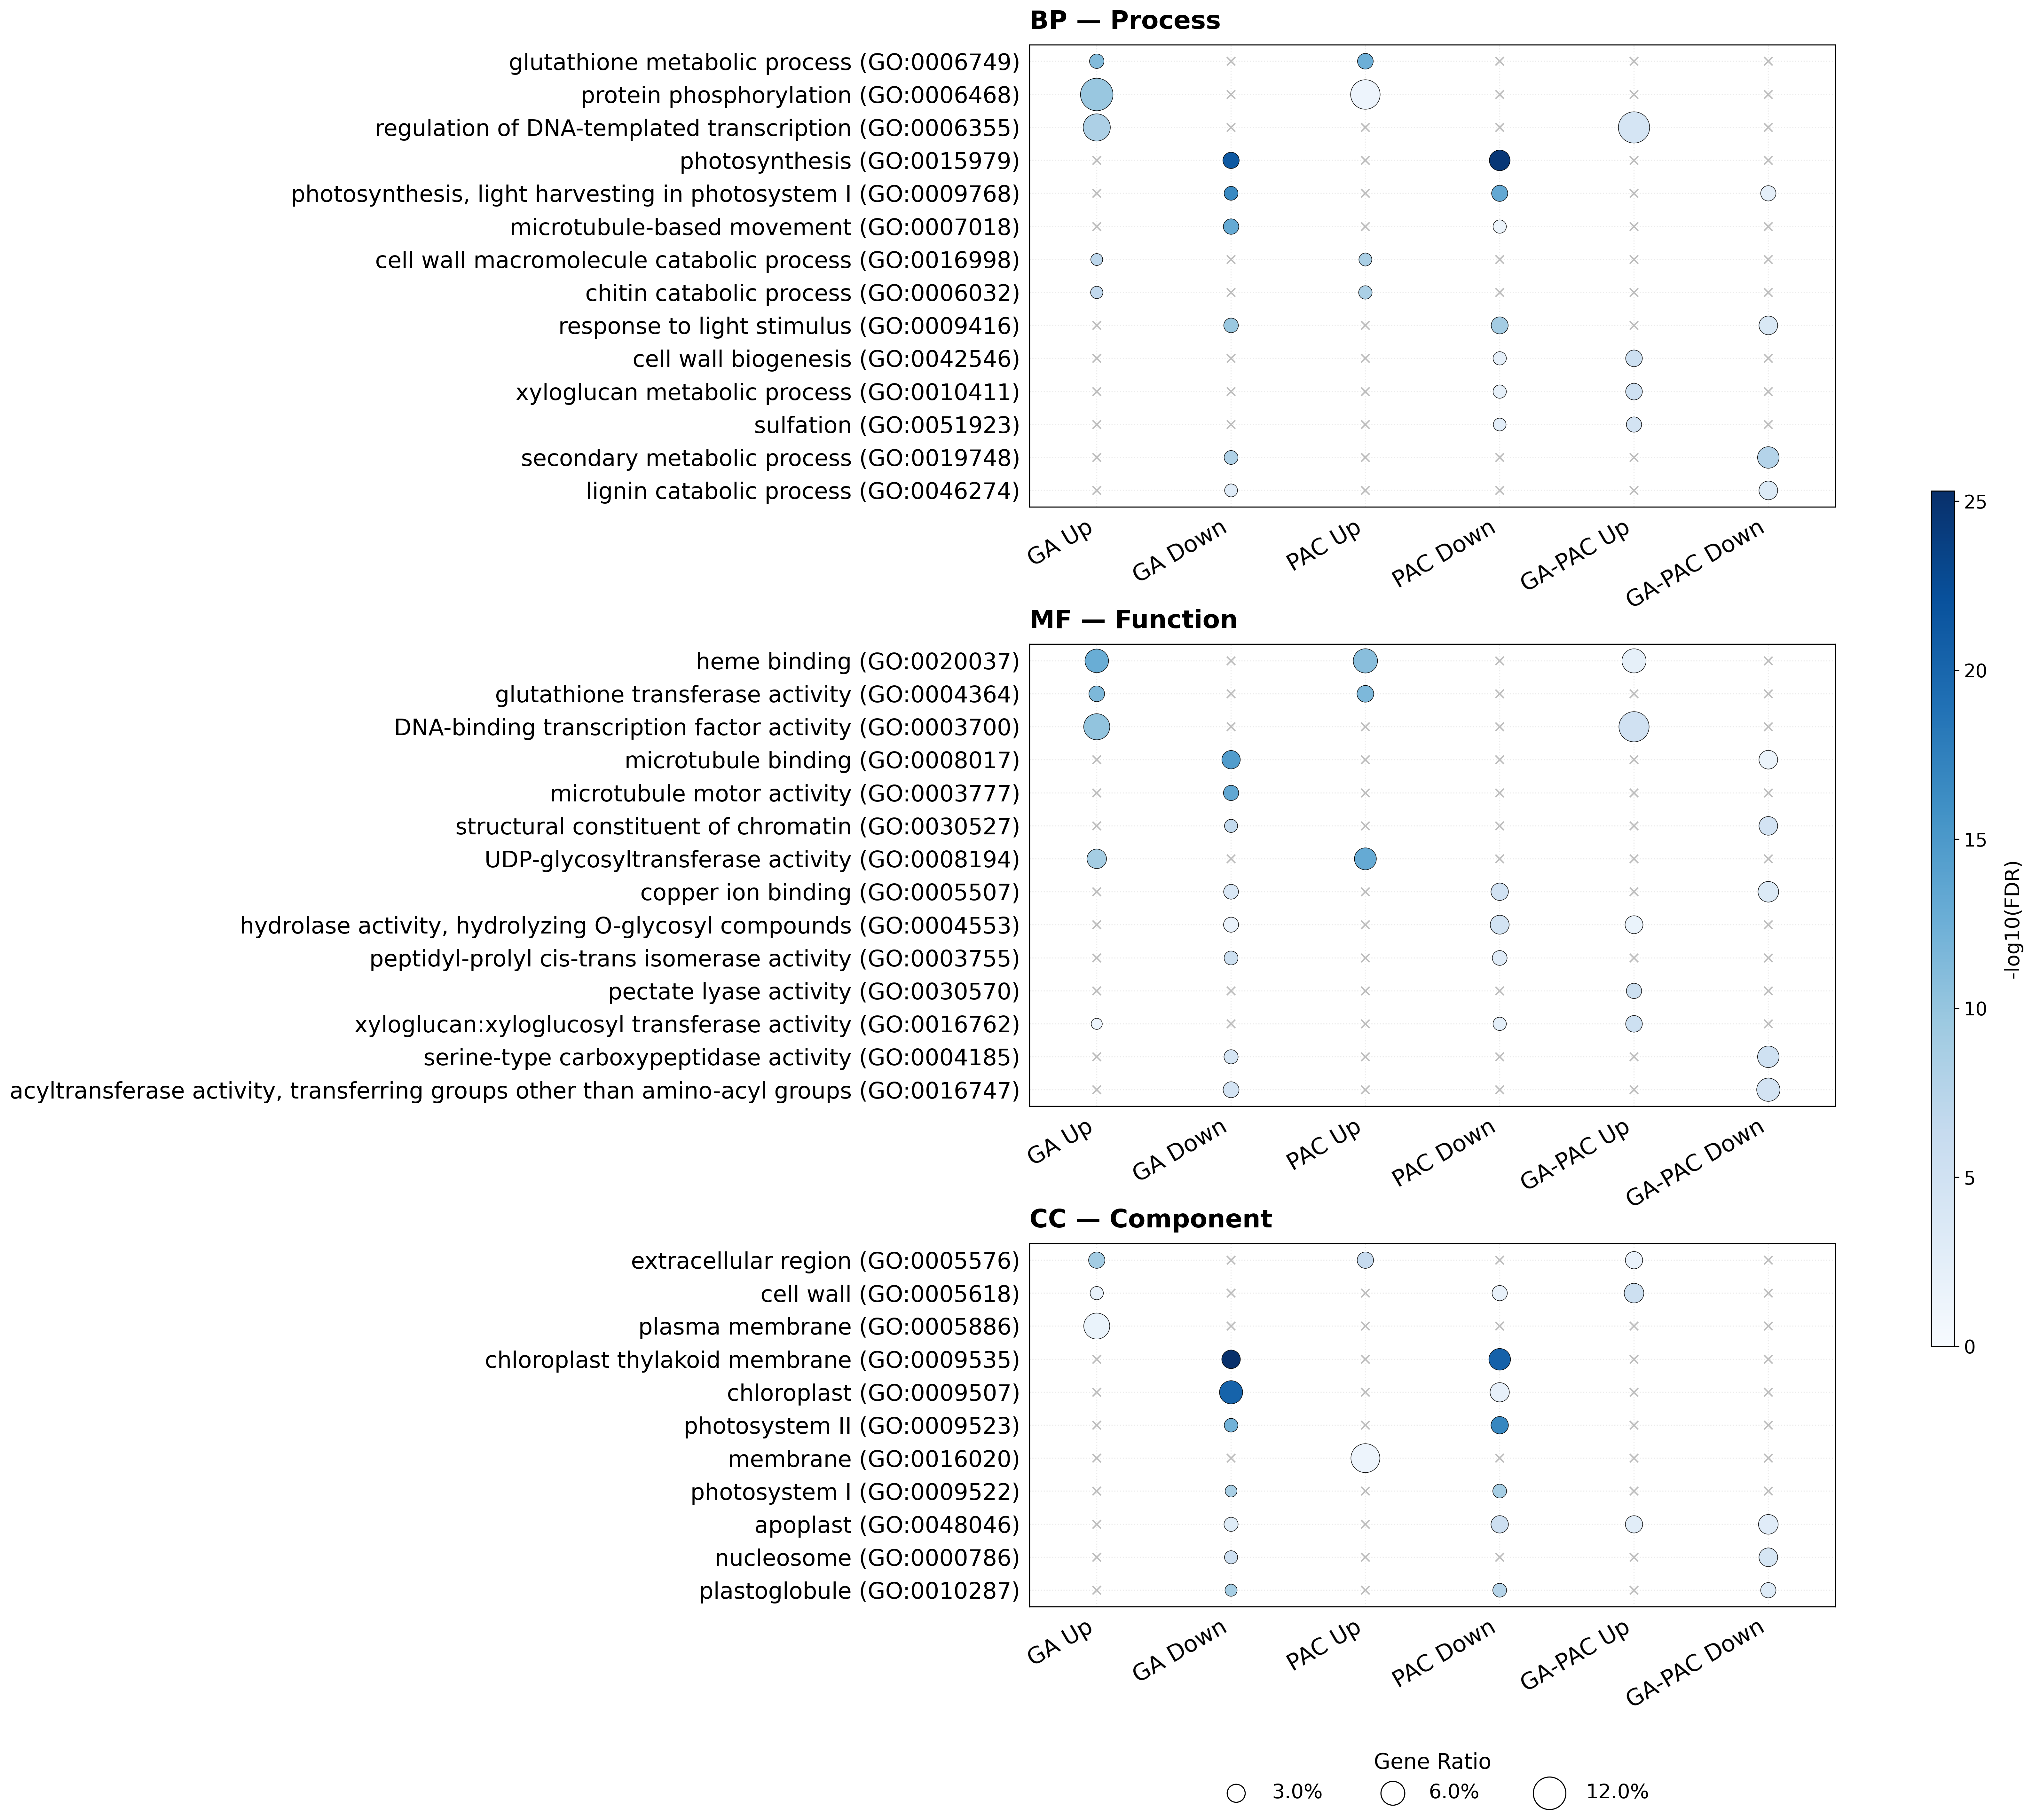 BP — Process
glutathione metabolic process (GO:0006749)
protein phosphorylation (GO:0006468)
regulation of DNA-templated transcription (GO:0006355)
photosynthesis (GO:0015979)
photosynthesis, light harvesting in photosystem I (GO:0009768)
microtubule-based movement (GO:0007018)
cell wall macromolecule catabolic process (GO:0016998)
chitin catabolic process (GO:0006032)
response to light stimulus (GO:0009416)
cell wall biogenesis (GO:0042546)
xyloglucan metabolic process (GO:0010411)
sulfation (GO:0051923)
secondary metabolic process (GO:0019748)
lignin catabolic process (GO:0046274)
GA Up
GA Down
PAC Up
PAC Down
GA-PAC Up
GA-PAC Down
MF — Function
heme binding (GO:0020037)
glutathione transferase activity (GO:0004364)
DNA-binding transcription factor activity (GO:0003700)
microtubule binding (GO:0008017)
microtubule motor activity (GO:0003777)
structural constituent of chromatin (GO:0030527)
UDP-glycosyltransferase activity (GO:0008194)
copper ion binding (GO:0005507)
hydrolase activity, hydrolyzing O-glycosyl compounds (GO:0004553)
peptidyl-prolyl cis-trans isomerase activity (GO:0003755)
pectate lyase activity (GO:0030570)
xyloglucan:xyloglucosyl transferase activity (GO:0016762)
serine-type carboxypeptidase activity (GO:0004185)
acyltransferase activity, transferring groups other than amino-acyl groups (GO:0016747)
GA Up
GA Down
PAC Up
PAC Down
GA-PAC Up
GA-PAC Down
CC — Component
extracellular region (GO:0005576)
cell wall (GO:0005618)
plasma membrane (GO:0005886)
chloroplast thylakoid membrane (GO:0009535)
chloroplast (GO:0009507)
photosystem II (GO:0009523)
membrane (GO:0016020)
photosystem I (GO:0009522)
apoplast (GO:0048046)
nucleosome (GO:0000786)
plastoglobule (GO:0010287)
GA Up
GA Down
PAC Up
PAC Down
GA-PAC Up
GA-PAC Down
25
20
15
10
5
0
-log10(FDR)
Gene Ratio
3.0%
6.0%
12.0%